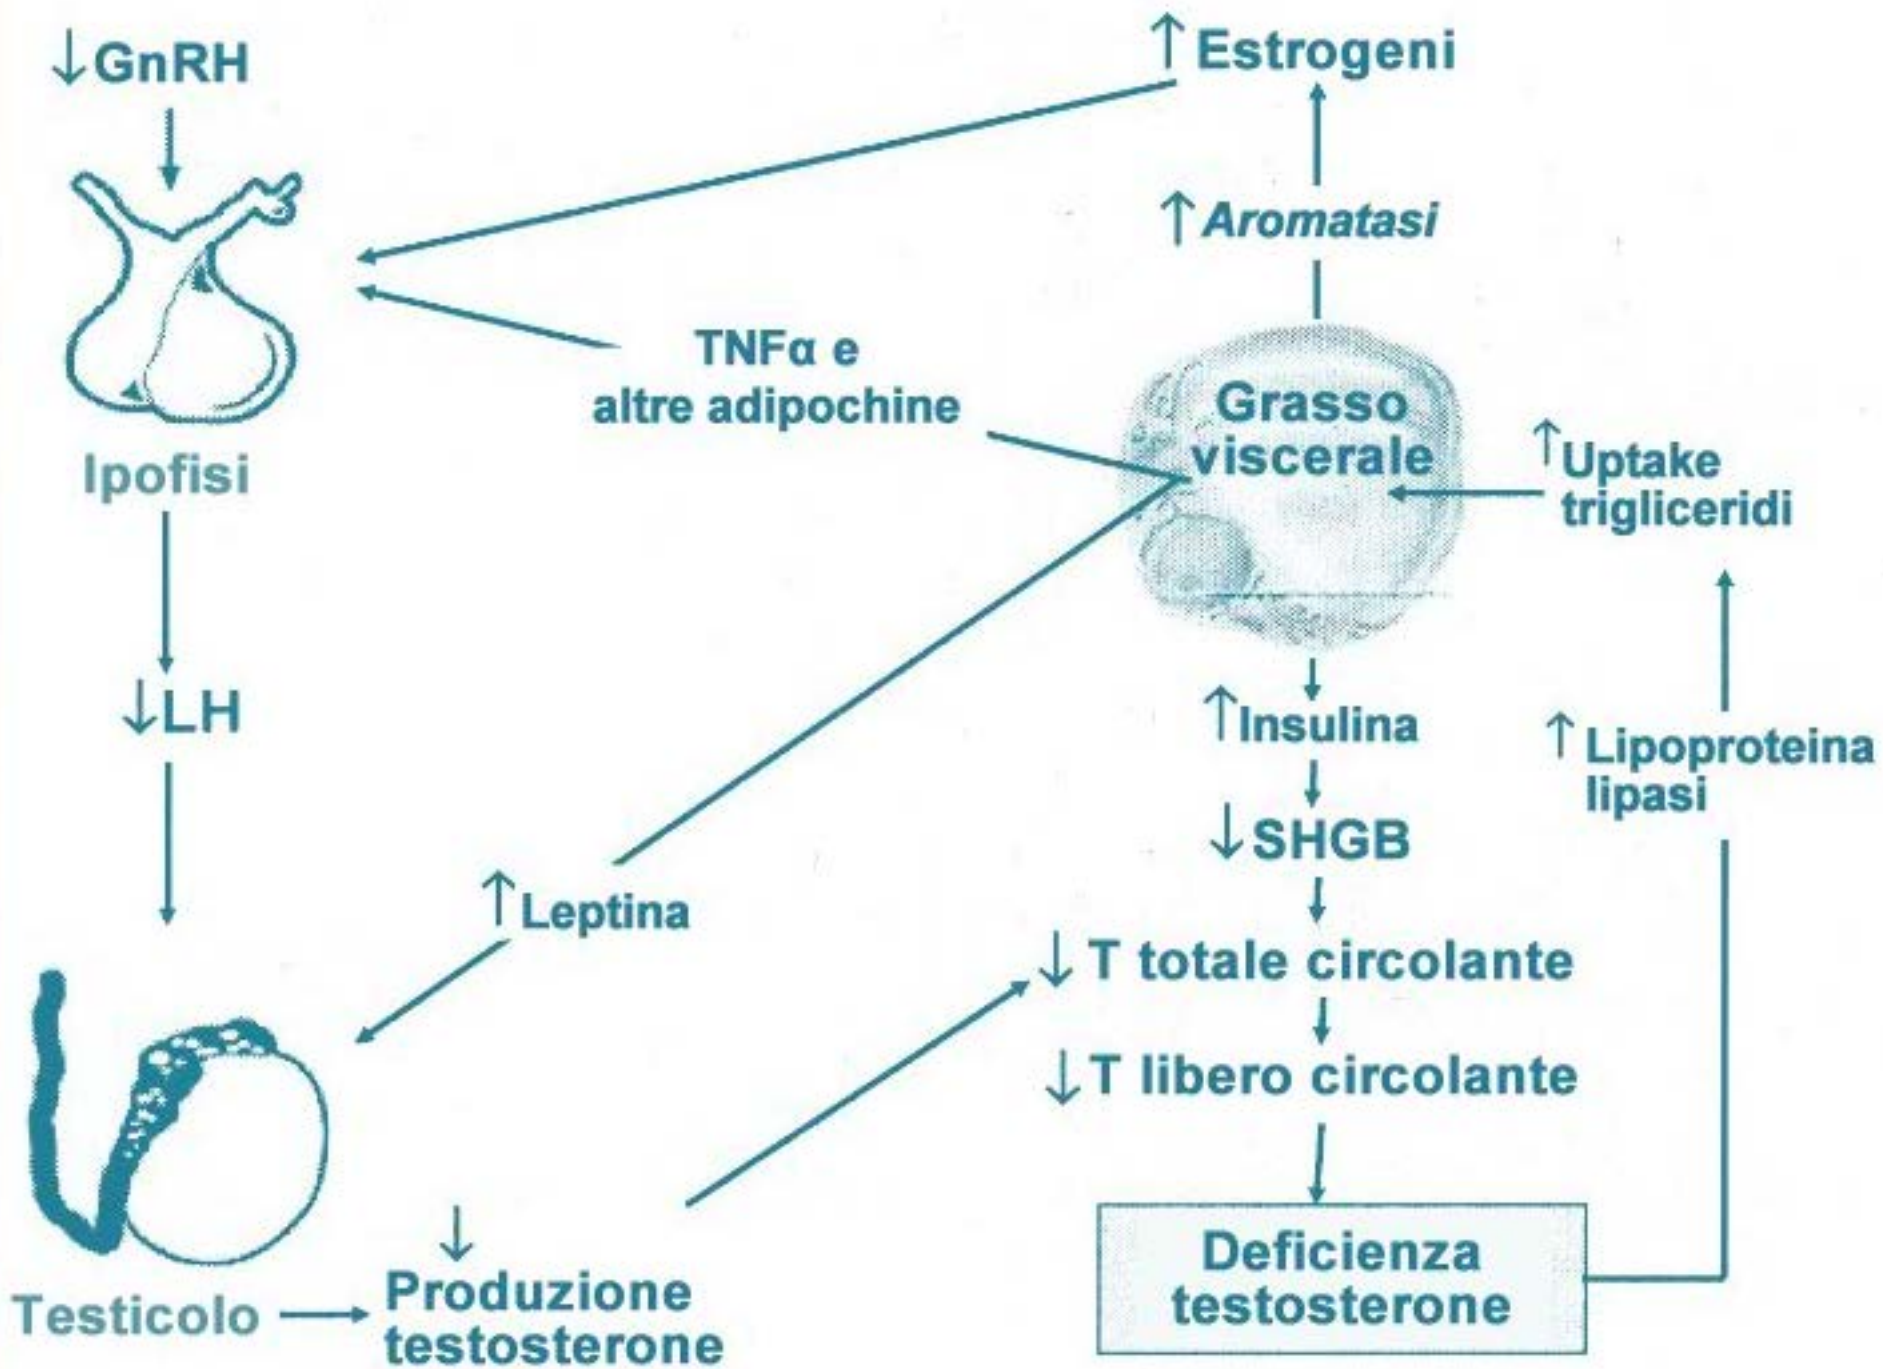 ↓GnRH
↑Estrogeni
↑Aromatasi
TNFα e
altre adipochine
Grasso
viscerale
↑Uptake
trigliceridi
Ipofisi
↓LH
↑Insulina
↑Lipoproteina
lipasi
↓SHGB
↑Leptina
↓T totale circolante
↓T libero circolante
↓
Produzione
testosterone
Testicolo
Deficienza
testosterone